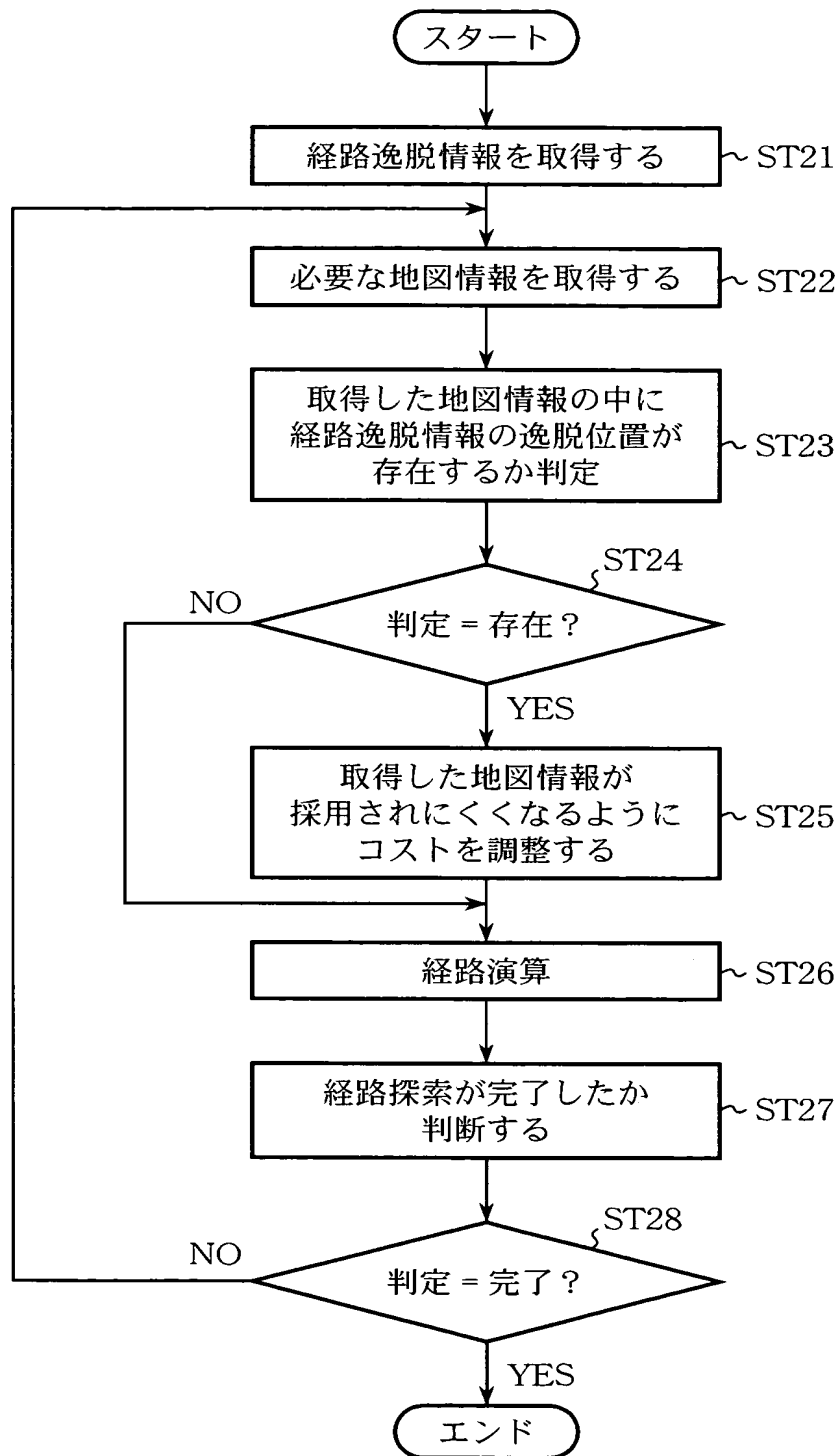 スタート
経路逸脱情報を取得する
~ST21
必要な地図情報を取得する
~ST22
取得した地図情報の中に
経路逸脱情報の逸脱位置が
存在するか判定
~ST23
ST24
NO
判定 = 存在?
YES
取得した地図情報が
採用されにくくなるように
コストを調整する
~ST25
経路演算
~ST26
経路探索が完了したか
判断する
~ST27
ST28
NO
判定 = 完了?
YES
エンド